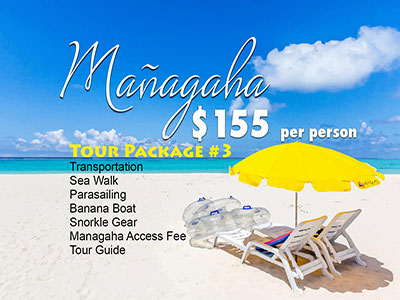 Mañagaha
$155 per person
Tour Package #3
Transportation
Sea Walk
Parasailing
Banana Boat
Snorkle Gear
Managaha Access Fee
Tour Guide